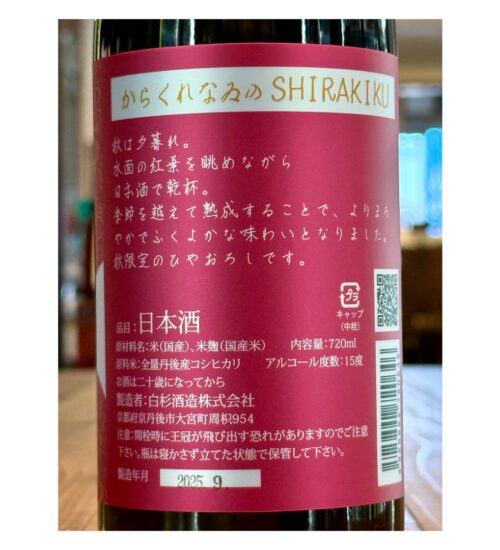 からくれなゐのSHIRAKIKU
秋は夕暮れ。
水面の紅葉を眺めながら
日本酒で乾杯。
季節を越えて熟成することで、よりまろ
やかでふくよかな味わいとなりました。
秋限定のひやおろしです。
プラ
キャップ
(中栓)
品目:日本酒
原材料名:米(国産)、米麹(国産米) 内容量:720ml
原料米:全量丹後産コシヒカリ アルコール度数:15度
お酒は二十歳になってから
製造者:白杉酒造株式会社
京都府京丹後市大宮町周枳954
注意:開栓時に王冠が飛び出す恐れがありますのでご注意
下さい。瓶は寝かさず立てた状態で保管して下さい。
製造年月 2025.9.